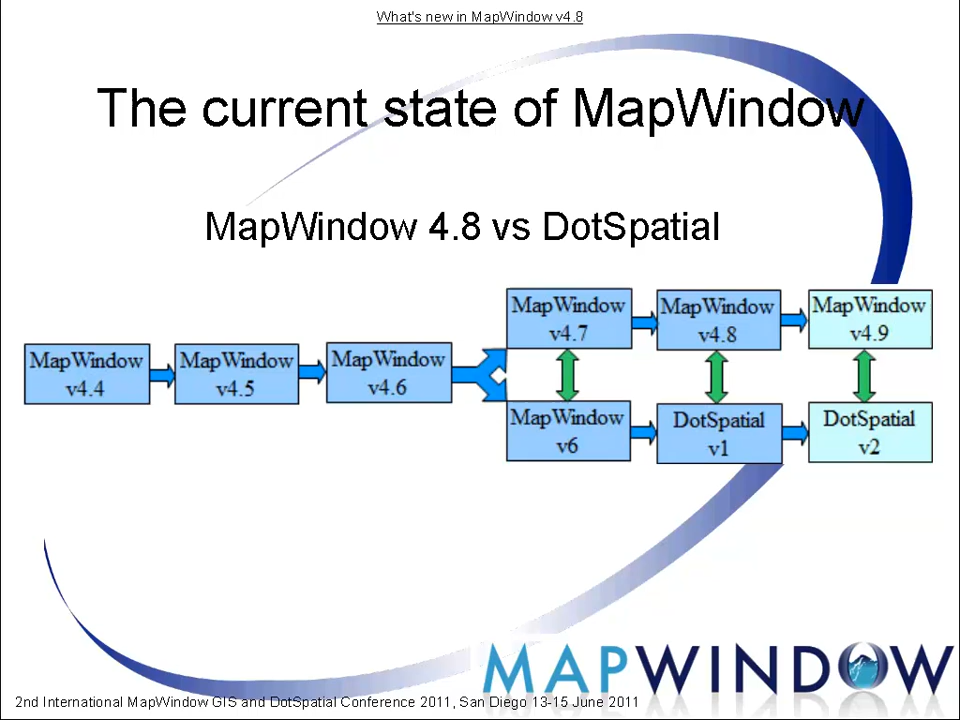 What's new in MapWindow v4.8
The current state of MapWindow
MapWindow 4.8 vs DotSpatial
MapWindow
v4.4
MapWindow
v4.5
MapWindow
v4.6
MapWindow
v4.7
MapWindow
v4.8
MapWindow
v4.9
MapWindow
v6
DotSpatial
v1
DotSpatial
v2
MAPWINDOW
2nd International MapWindow GIS and DotSpatial Conference 2011, San Diego 13-15 June 2011